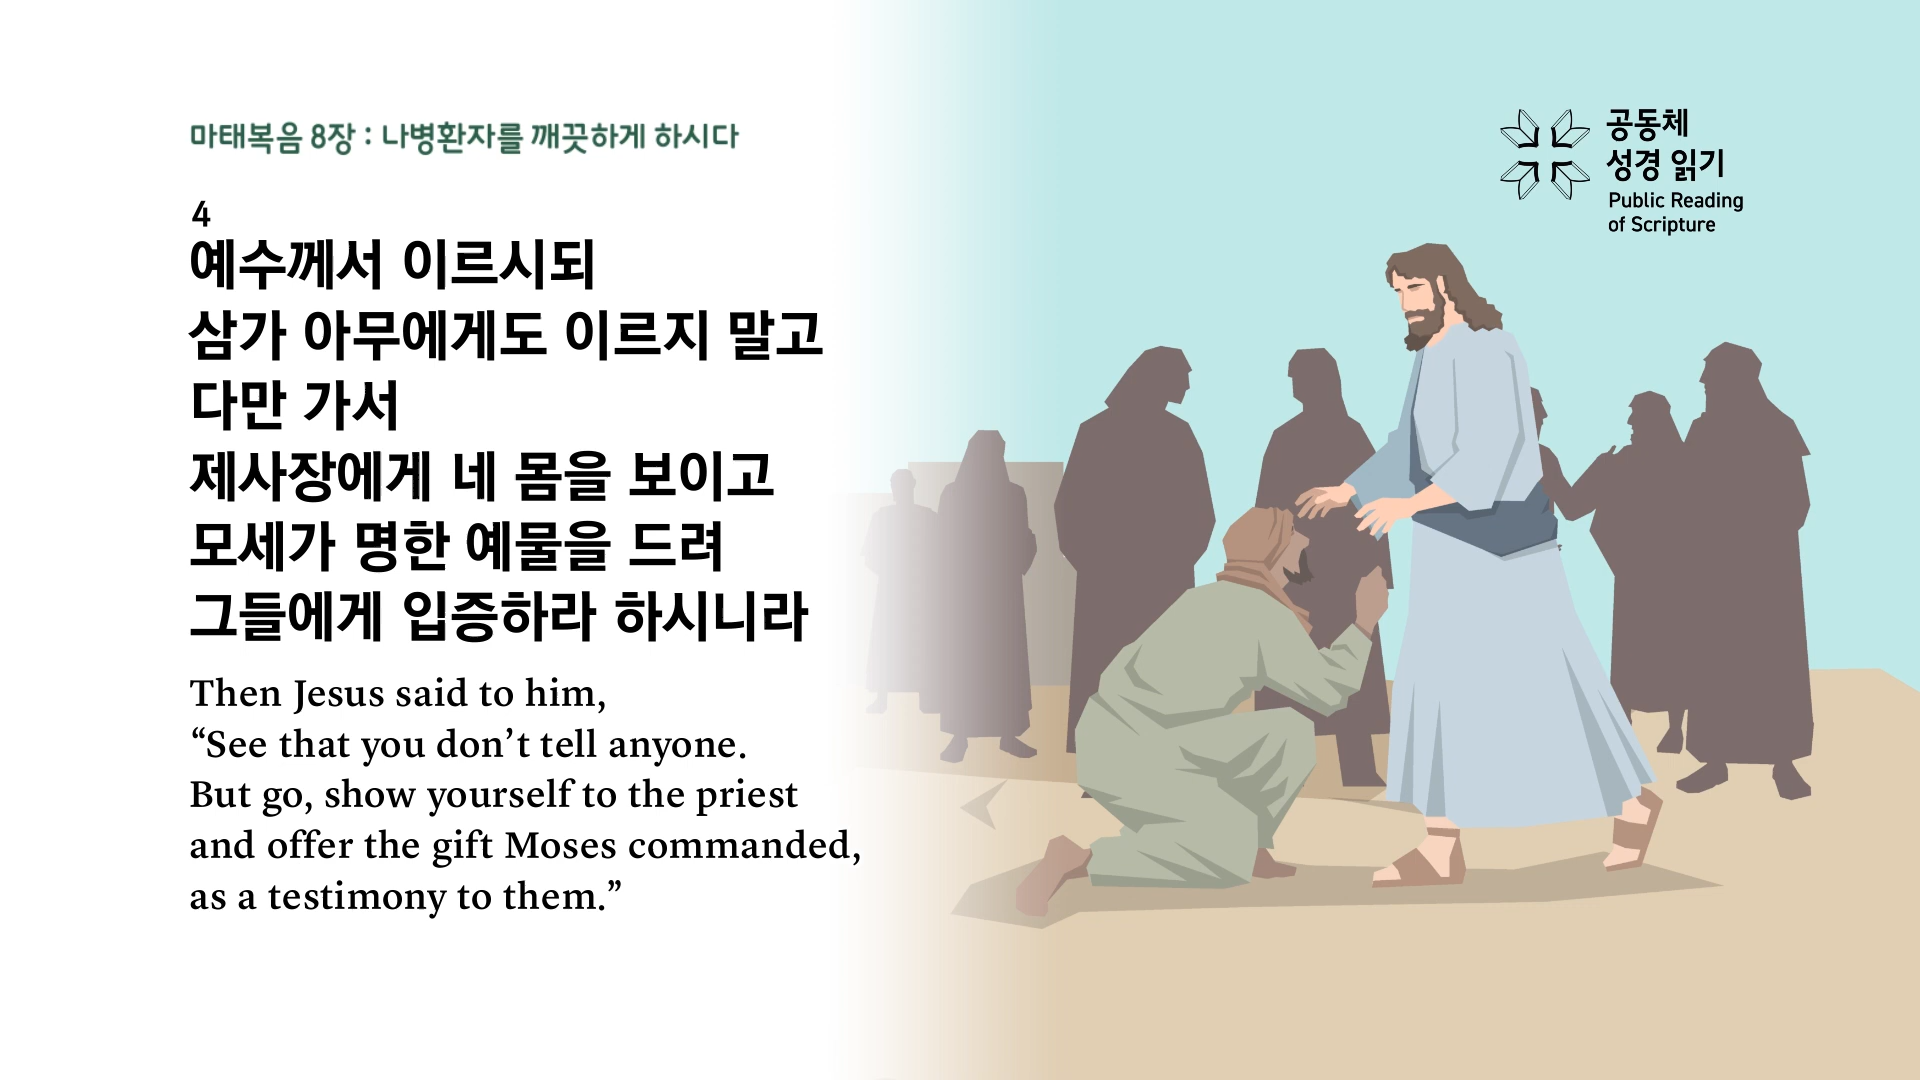 마태복음 8장 : 나병환자를 깨끗하게 하시다
4
예수께서 이르시되
삼가 아무에게도 이르지 말고
다만 가서
제사장에게 네 몸을 보이고
모세가 명한 예물을 드려
그들에게 입증하라 하시니라
Then Jesus said to him,
“See that you don’t tell anyone.
But go, show yourself to the priest
and offer the gift Moses commanded,
as a testimony to them.”
공동체
성경 읽기
Public Reading
of Scripture